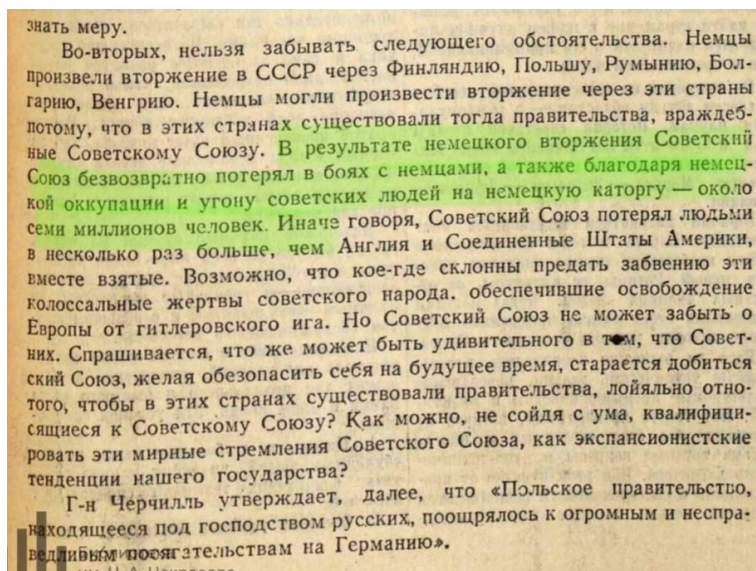 знать меру.
Во-вторых, нельзя забывать следующего обстоятельства. Немцы
произвели вторжение в СССР через Финляндию, Польшу, Румынию, Бол-
гарию, Венгрию. Немцы могли произвести вторжение через эти страны
потому, что в этих странах существовали тогда правительства, враждеб-
ные Советскому Союзу. В результате немецкого вторжения Советский
Союз безвозвратно потерял в боях с немцами, а также благодаря немец-
кой оккупации и угону советских людей на немецкую каторгу — около
семи миллионов человек. Иначе говоря, Советский Союз потерял людьми
в несколько раз больше, чем Англия и Соединенные Штаты Америки,
вместе взятые. Возможно, что кое-где склонны предать забвению эти
колоссальные жертвы советского народа. обеспечившие освобождение
Европы от гитлеровского ига. Но Советский Союз не может забыть о
них. Спрашивается, что же может быть удивительного в том, что Совет-
ский Союз, желая обезопасить себя на будущее время, старается добиться
того, чтобы в этих странах существовали правительства, лойяльно отно-
сящиеся к Советскому Союзу? Как можно, не сойдя с ума, квалифици-
ровать эти мирные стремления Советского Союза, как экспансионистские
тенденции нашего государства?
Г-н Черчилль утверждает, далее, что «Польское правительство,
находящееся под господством русских, поощрялось к огромным и неспра-
ведливым посягательствам на Германию».